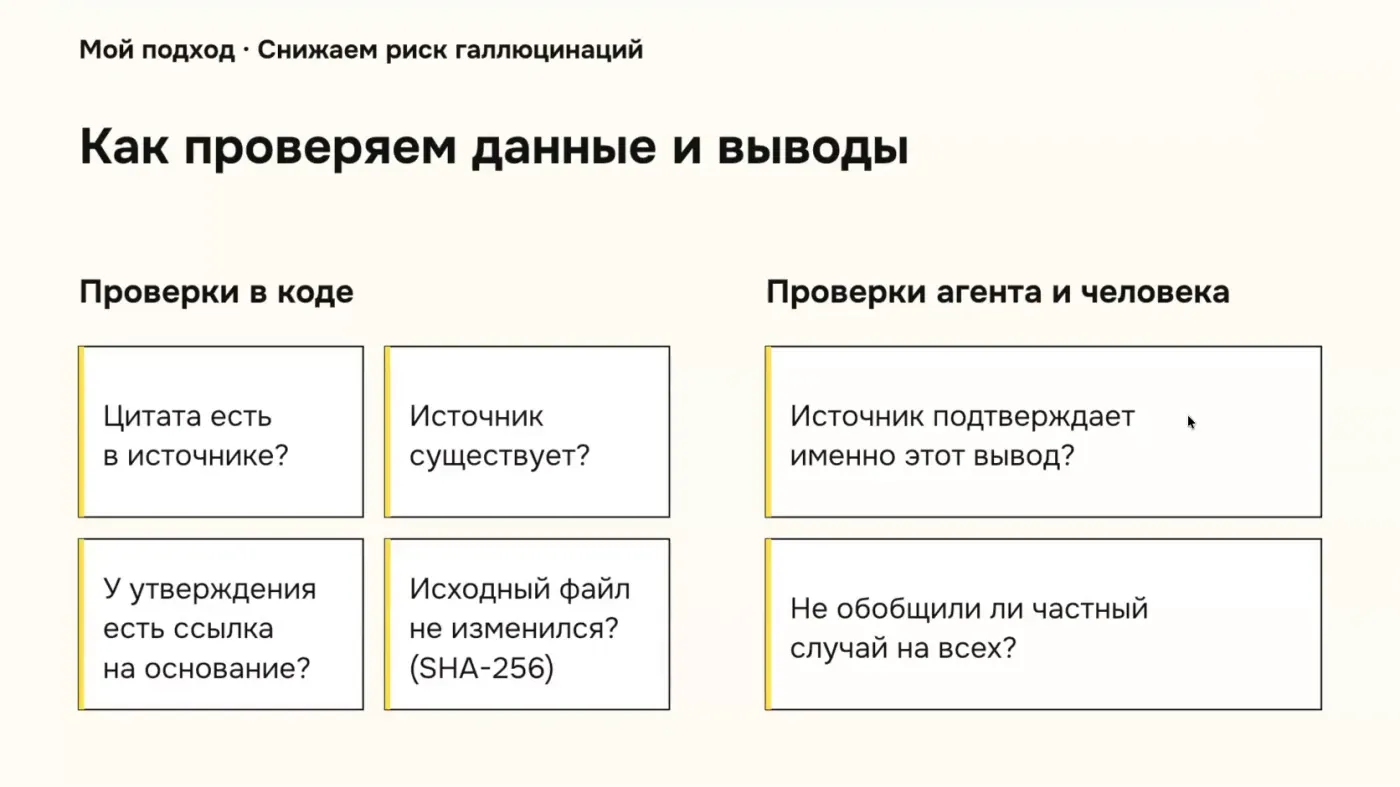 Мой подход · Снижаем риск галлюцинаций
Как проверяем данные и выводы
Проверки в коде
Цитата есть
в источнике?
Источник
существует?
У утверждения
есть ссылка
на основание?
Исходный файл
не изменился?
(SHA-256)
Проверки агента и человека
Источник подтверждает
именно этот вывод?
Не обобщили ли частный
случай на всех?